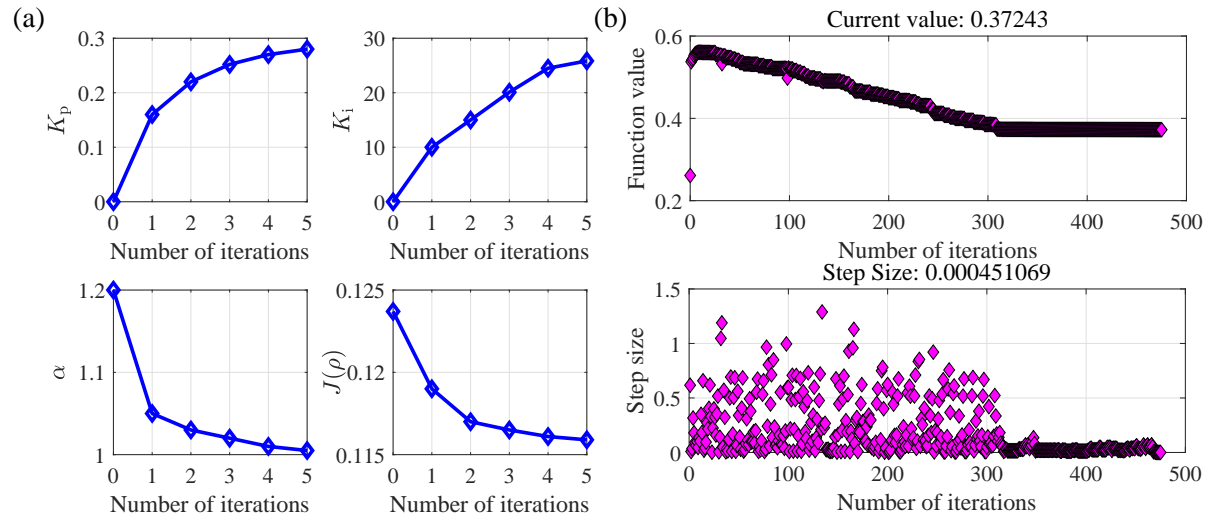 (a)
0.3
0.2
0.1
0
K_p
0 1 2 3 4 5
Number of iterations
30
20
10
0
K_i
0 1 2 3 4 5
Number of iterations
1.2
1.1
1
α
0 1 2 3 4 5
Number of iterations
0.125
0.12
0.115
J(ρ)
0 1 2 3 4 5
Number of iterations
(b)
Current value: 0.37243
0.6
0.4
0.2
Function value
0 100 200 300 400 500
Number of iterations
Step Size: 0.000451069
1.5
1
0.5
0
Step size
0 100 200 300 400 500
Number of iterations